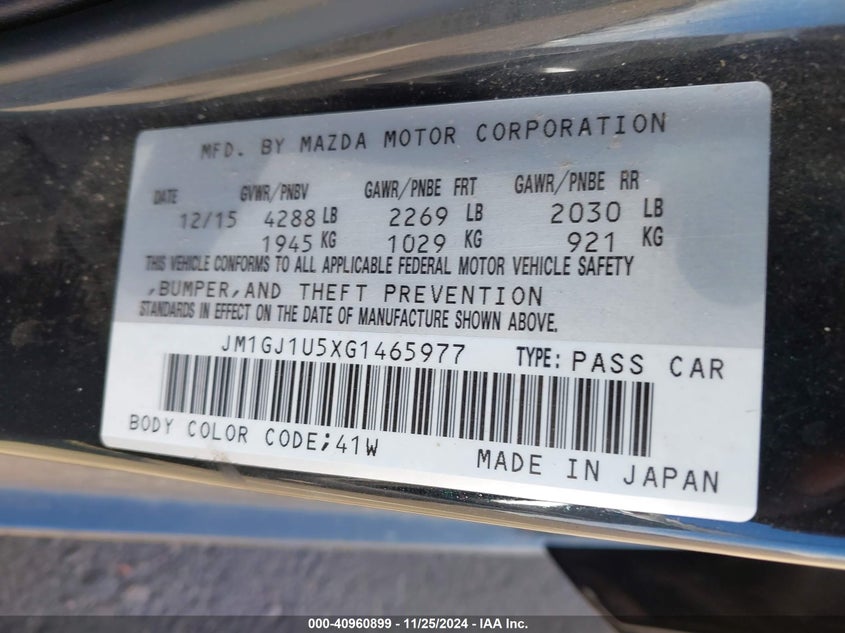 MFD. BY MAZDA MOTOR CORPORATION
DATE GVWR/PNBV GAWR/PNBE FRT GAWR/PNBE RR
12/15 4288 LB 2269 LB 2030 LB
1945 KG 1029 KG 921 KG
THIS VEHICLE CONFORMS TO ALL APPLICABLE FEDERAL MOTOR VEHICLE SAFETY
,BUMPER,AND THEFT PREVENTION
STANDARDS IN EFFECT ON THE DATE OF MANUFACTURE SHOWN ABOVE.
JM1GJ1U5XG1465977 TYPE: PASS CAR
BODY COLOR CODE;41W
MADE IN JAPAN
000-40960899 - 11/25/2024 - IAA Inc.